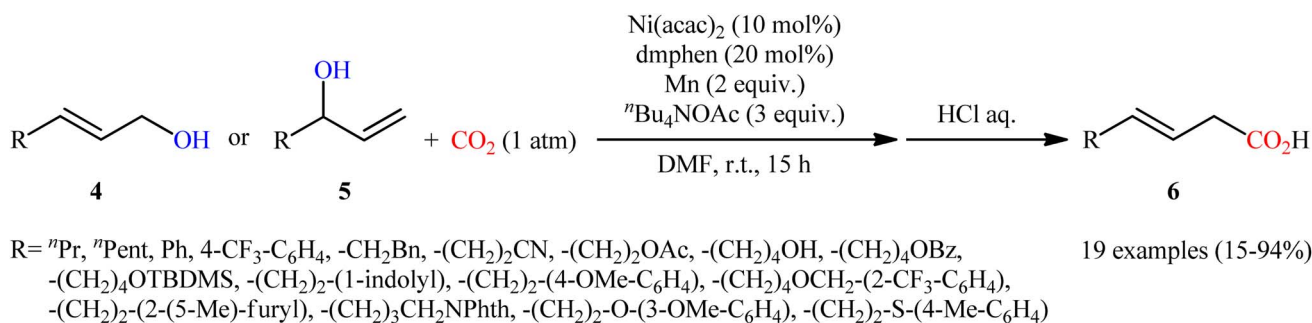 Ni(acac)₂ (10 mol%)
dmphen (20 mol%)
Mn (2 equiv.)
ⁿBu₄NOAc (3 equiv.)
DMF, r.t., 15 h
HCl aq.
R OH or OH R + CO₂ (1 atm) R CO₂H
4 5 6
R= ⁿPr, ⁿPent, Ph, 4-CF₃-C₆H₄, -CH₂Bn, -(CH₂)₂CN, -(CH₂)₂OAc, -(CH₂)₄OH, -(CH₂)₄OBz, 19 examples (15-94%)
-(CH₂)₄OTBDMS, -(CH₂)₂-(1-indolyl), -(CH₂)₂-(4-OMe-C₆H₄), -(CH₂)₄OCH₂-(2-CF₃-C₆H₄),
-(CH₂)₂-(2-(5-Me)-furyl), -(CH₂)₃CH₂NPhth, -(CH₂)₂-O-(3-OMe-C₆H₄), -(CH₂)₂-S-(4-Me-C₆H₄)